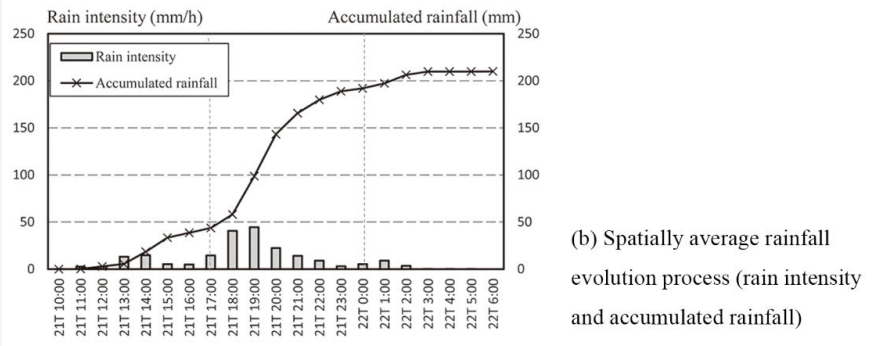 Rain intensity (mm/h) Accumulated rainfall (mm)
250 250
Rain intensity
200 200
Accumulated rainfall
150 150
100 100
50 50
0 0
21T 10:00
21T 11:00
21T 12:00
21T 13:00
21T 14:00
21T 15:00
21T 16:00
21T 17:00
21T 18:00
21T 19:00
21T 20:00
21T 21:00
21T 22:00
21T 23:00
22T 0:00
22T 1:00
22T 2:00
22T 3:00
22T 4:00
22T 5:00
22T 6:00
(b) Spatially average rainfall
evolution process (rain intensity
and accumulated rainfall)